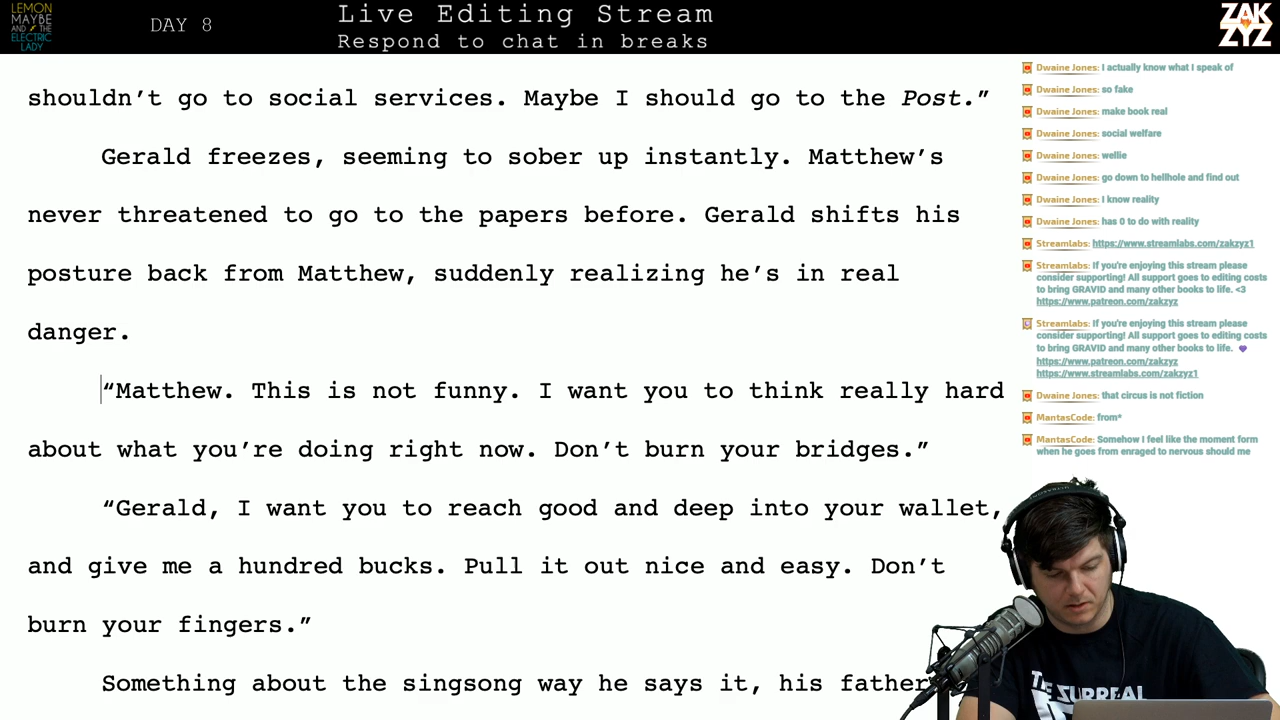 LEMON
MAYBE
AND THE
ELECTRIC
LADY
DAY 8
Live Editing Stream
Respond to chat in breaks
ZAK
ZYZ
shouldn’t go to social services. Maybe I should go to the Post.”
Gerald freezes, seeming to sober up instantly. Matthew’s
never threatened to go to the papers before. Gerald shifts his
posture back from Matthew, suddenly realizing he’s in real
danger.
“Matthew. This is not funny. I want you to think really hard
about what you’re doing right now. Don’t burn your bridges.”
“Gerald, I want you to reach good and deep into your wallet,
and give me a hundred bucks. Pull it out nice and easy. Don’t
burn your fingers.”
Something about the singsong way he says it, his father
Dwaine Jones: I actually know what I speak of
Dwaine Jones: so fake
Dwaine Jones: make book real
Dwaine Jones: social welfare
Dwaine Jones: wellie
Dwaine Jones: go down to hellhole and find out
Dwaine Jones: I know reality
Dwaine Jones: has 0 to do with reality
Streamlabs: https://www.streamlabs.com/zakzyz1
Streamlabs: If you're enjoying this stream please
consider supporting! All support goes to editing costs
to bring GRAVID and many other books to life. <3
https://www.patreon.com/zakzyz
Streamlabs: If you're enjoying this stream please
consider supporting! All support goes to editing costs
to bring GRAVID and many other books to life. 💜
https://www.patreon.com/zakzyz
https://www.streamlabs.com/zakzyz1
Dwaine Jones: that circus is not fiction
MantasCode: from*
MantasCode: Somehow I feel like the moment form
when he goes from enraged to nervous should me
THE SURREAL